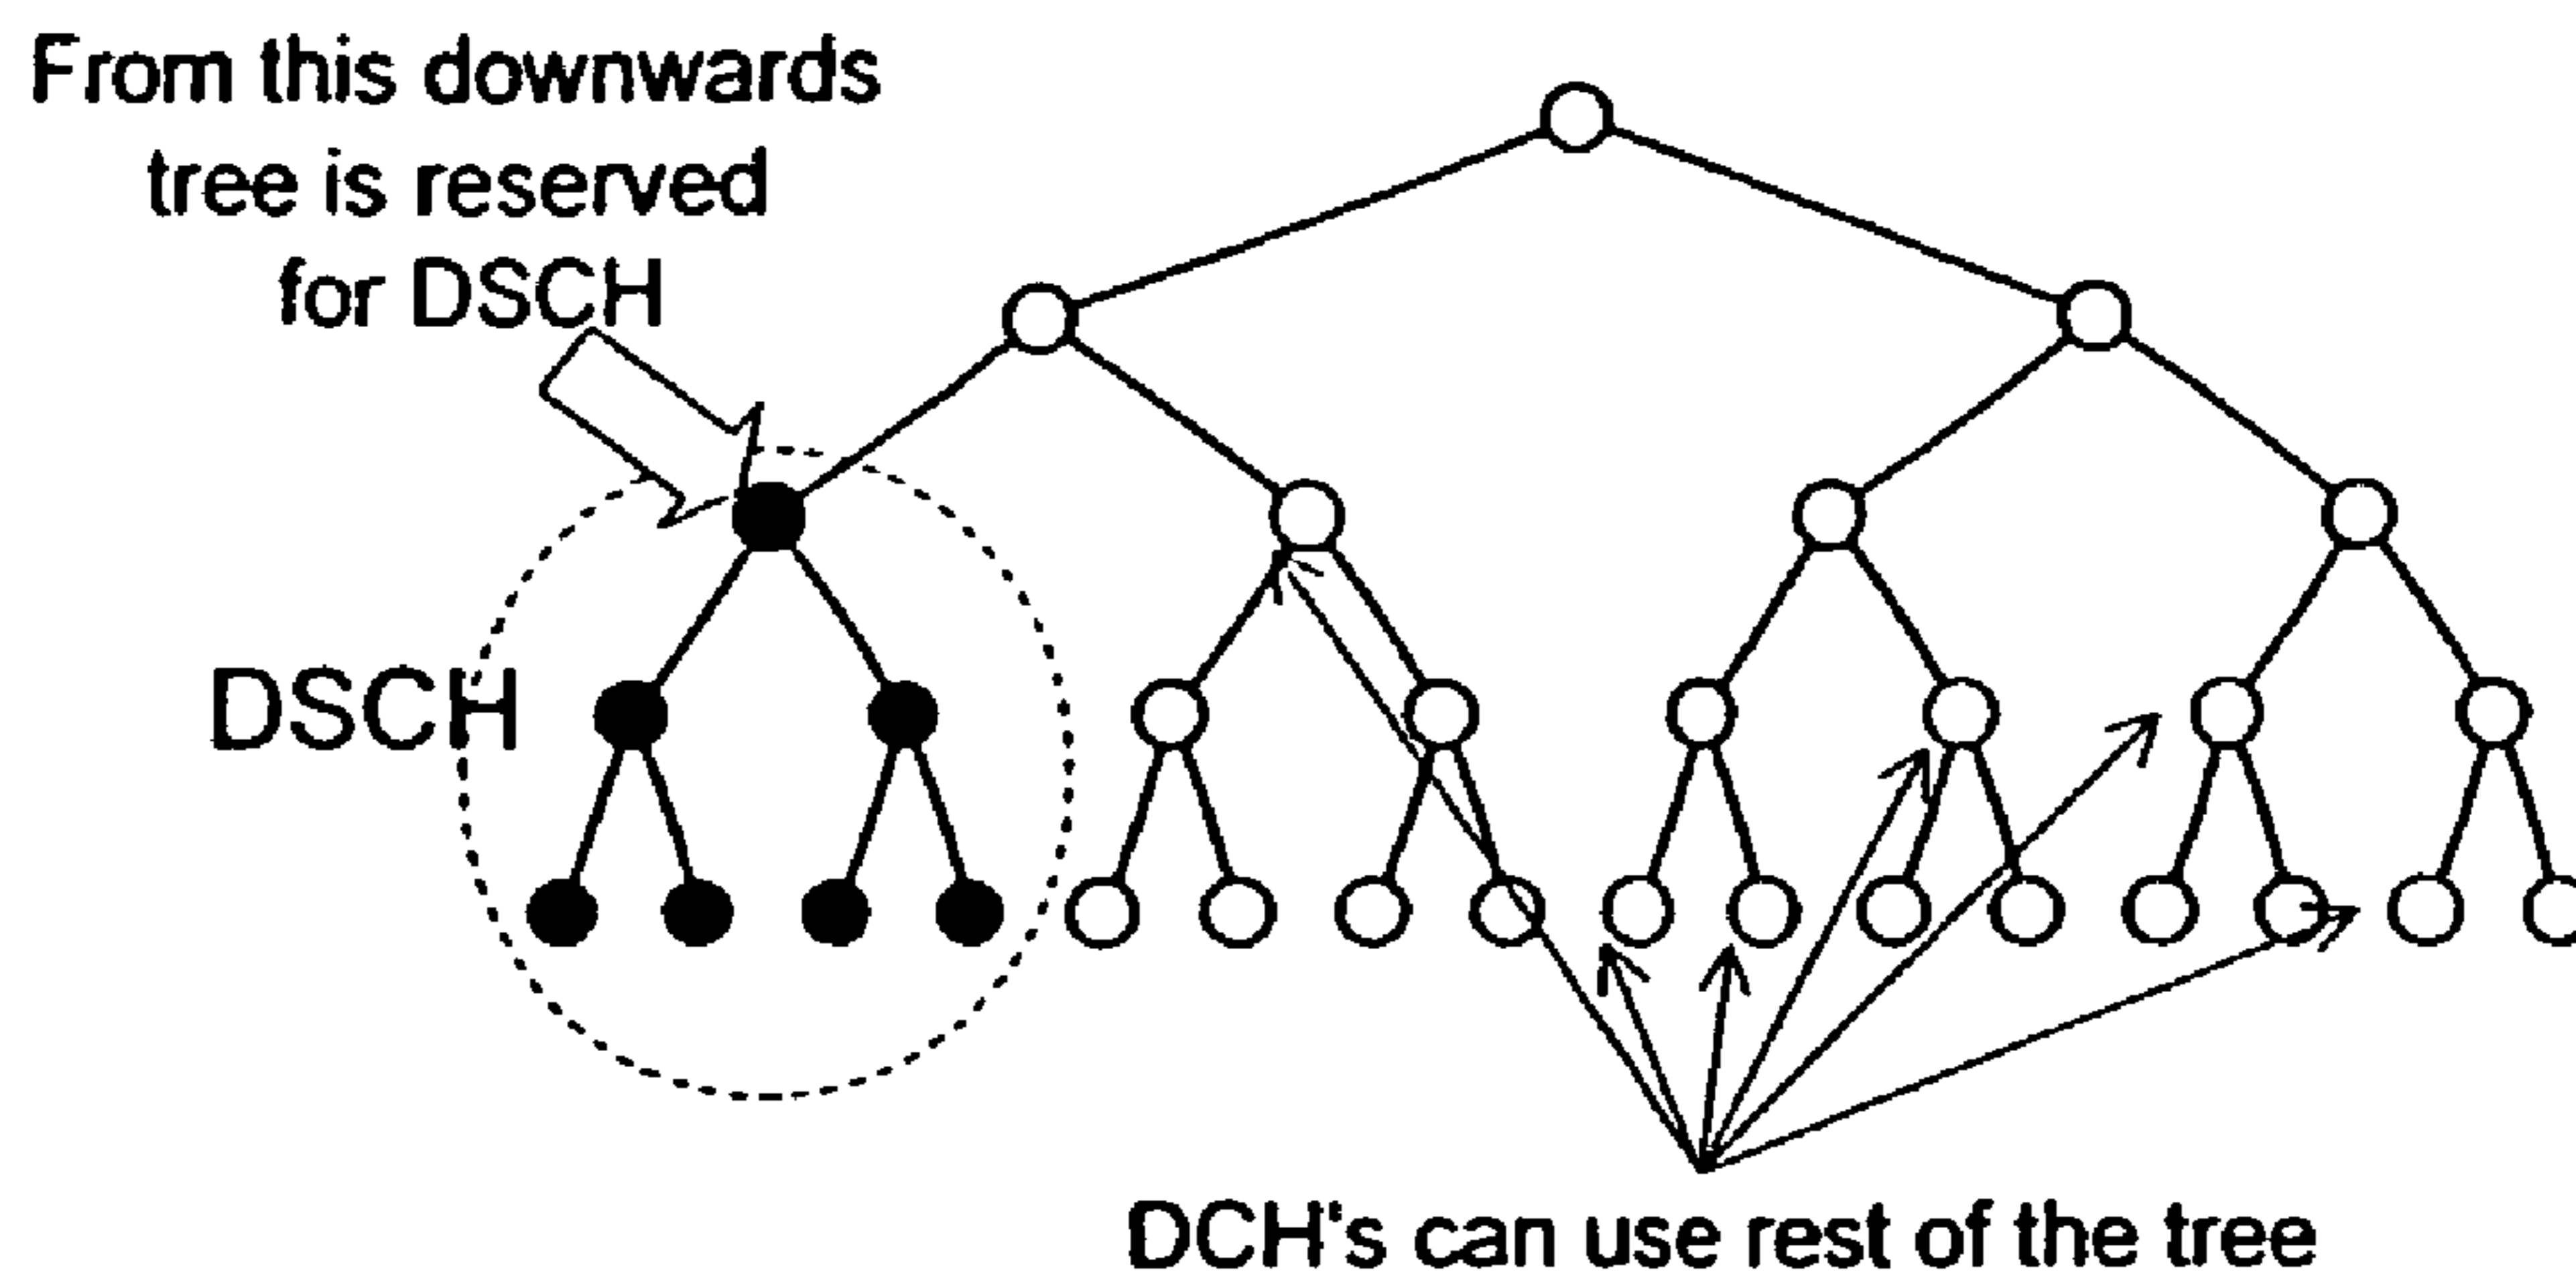 From this downwards
tree is reserved
for DSCH
DSCH
DCH's can use rest of the tree